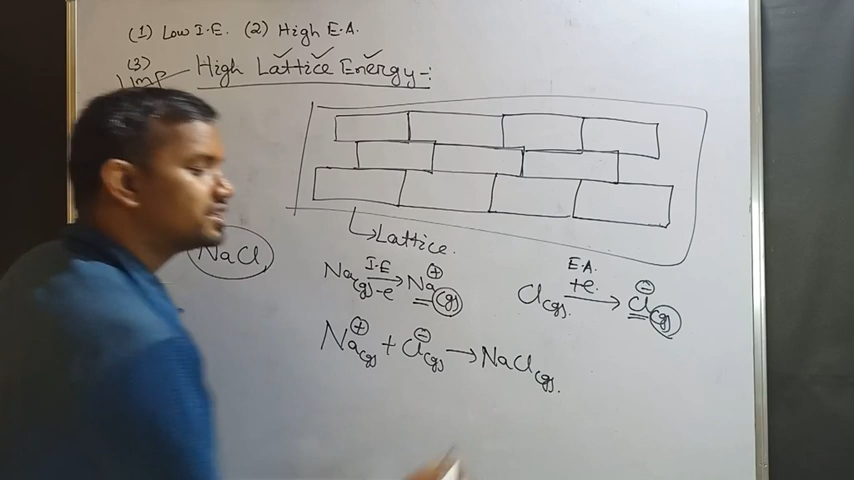 (1) Low I.E. (2) High E.A.
(3) High Lattice Energy-:
Imp
Lattice.
NaCl
Na(g) I.E -e → Na⊕(g)
Cl(g) E.A. +e → Cl⊖(g)
Na⊕(g) + Cl⊖(g) → NaCl(g).